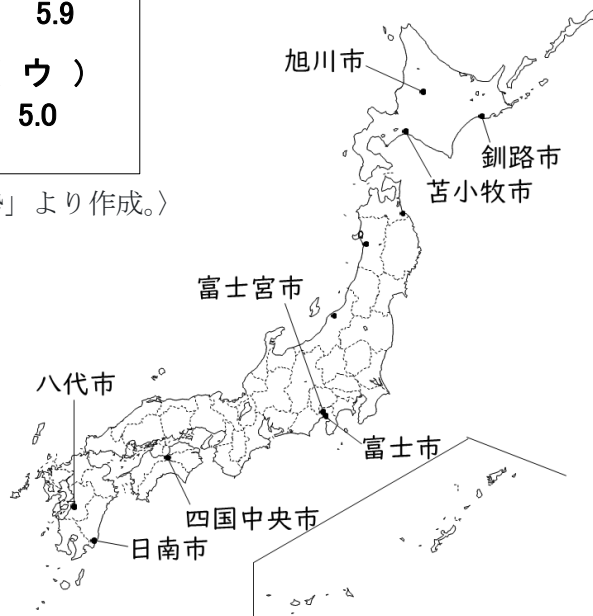 5.9
ウ ）
5.0
」より作成。〉
旭川市
釧路市
苫小牧市
富士宮市
八代市
富士市
四国中央市
日南市